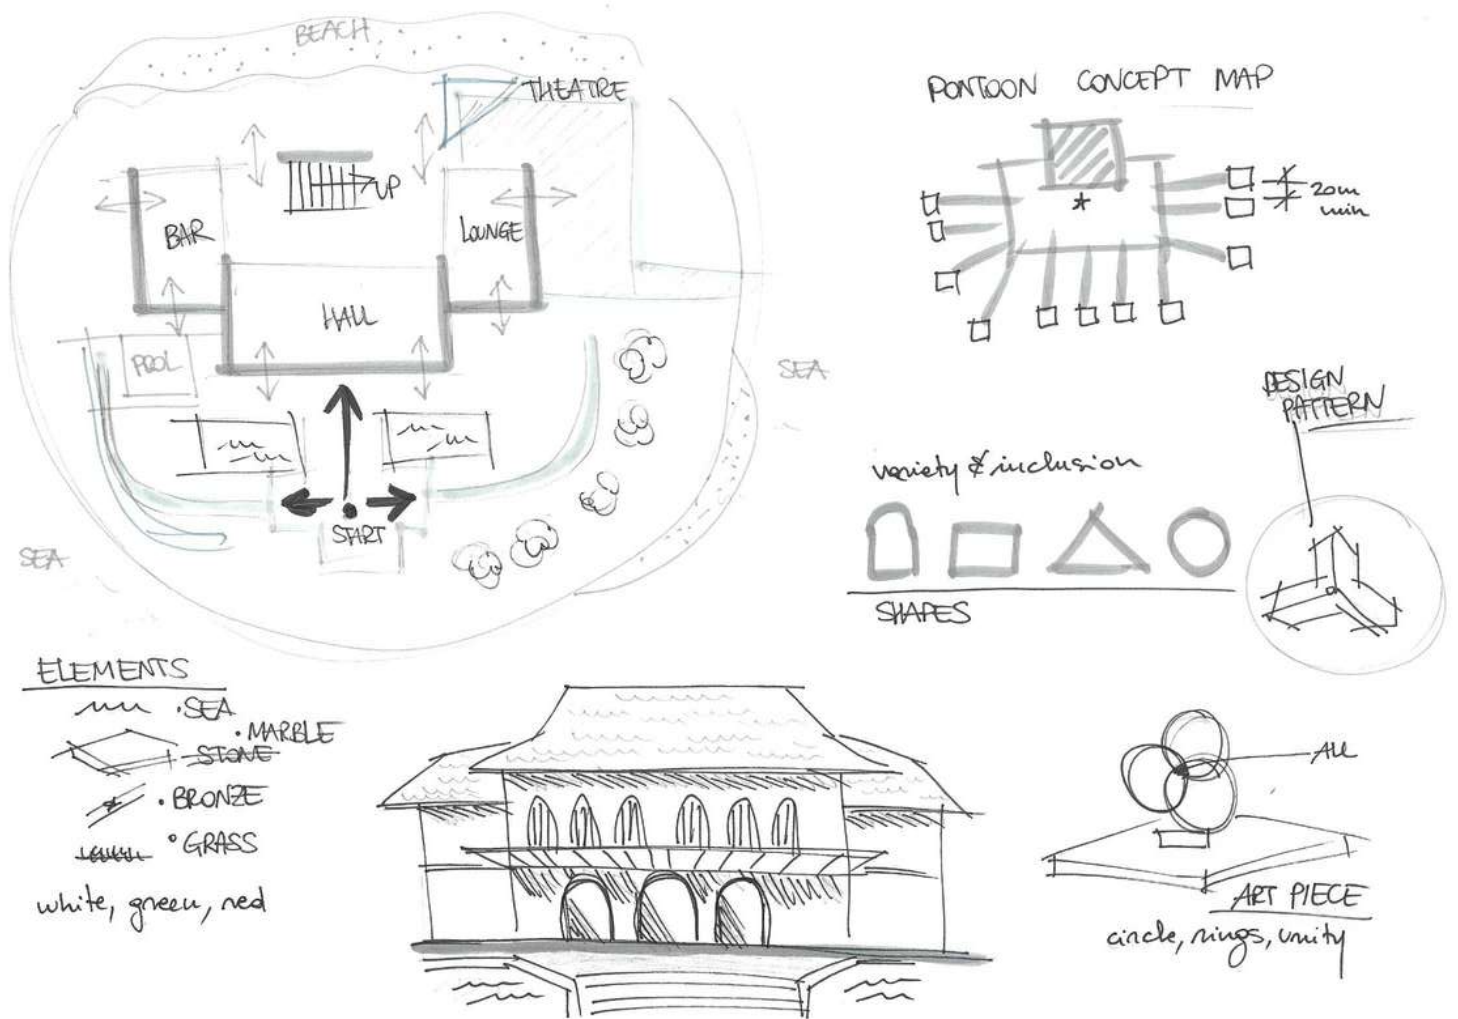 BEACH
THEATRE
UP
BAR
LOUNGE
HALL
POOL
SEA
SEA
START
PONTOON CONCEPT MAP
20m
min
DESIGN
PATTERN
variety & inclusion
SHAPES
ELEMENTS
• SEA
• MARBLE
STONE
• BRONZE
• GRASS
white, green, red
ALL
ART PIECE
circle, rings, unity